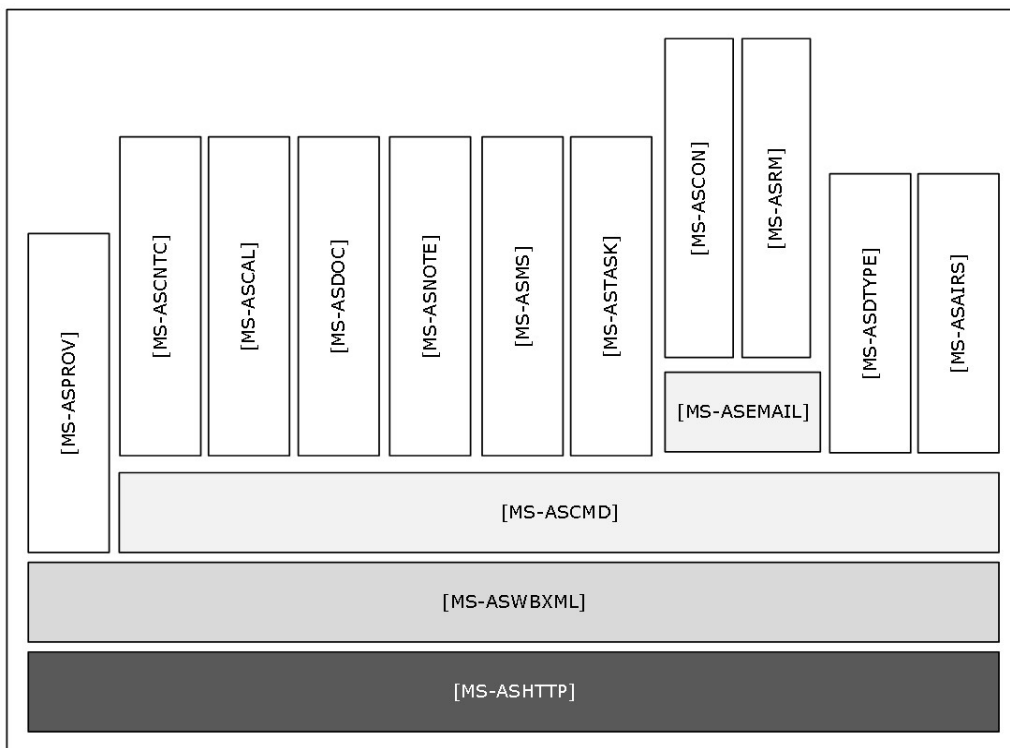 [MS-ASPROV]
[MS-ASCNTC]
[MS-ASCAL]
[MS-ASDOC]
[MS-ASNOTE]
[MS-ASMS]
[MS-ASTASK]
[MS-ASCON]
[MS-ASRM]
[MS-ASEMAIL]
[MS-ASDTYPE]
[MS-ASAIRS]
[MS-ASCMD]
[MS-ASWBXML]
[MS-ASHTTP]